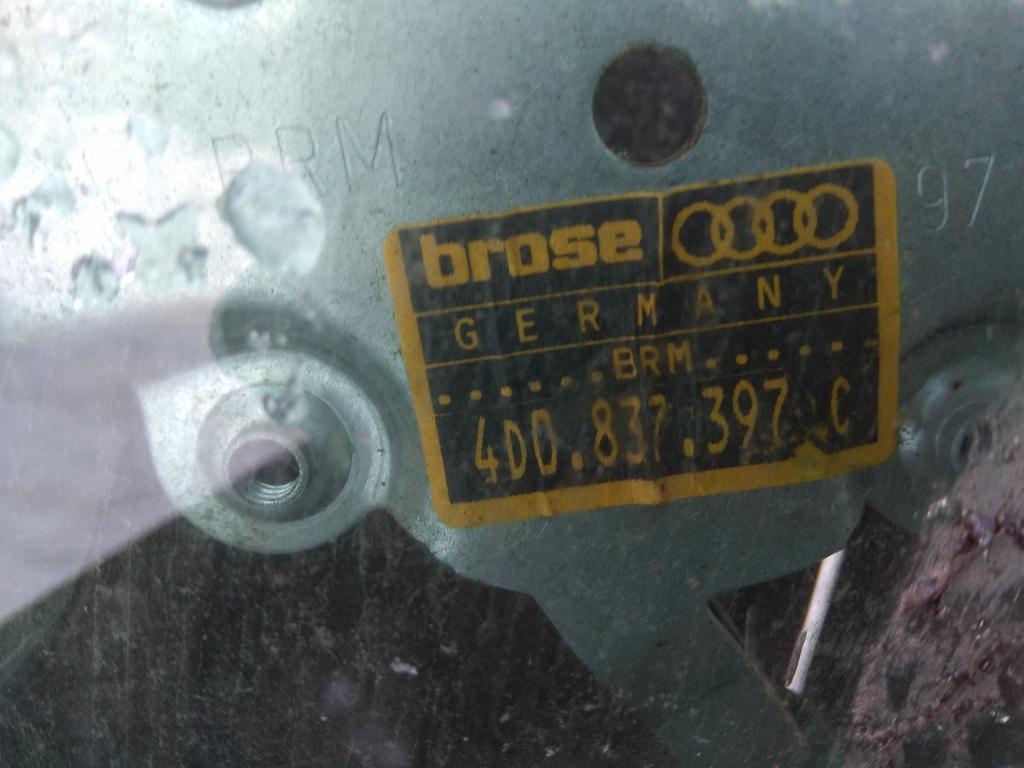 BRM
97
brose
GERMANY
......BRM......
4D0.837.397 C